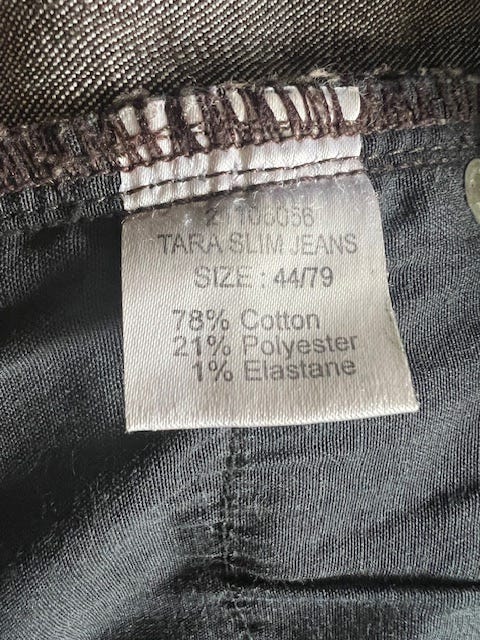 TARA SLIM JEANS
SIZE : 44/79
78% Cotton
21% Polyester
1% Elastane